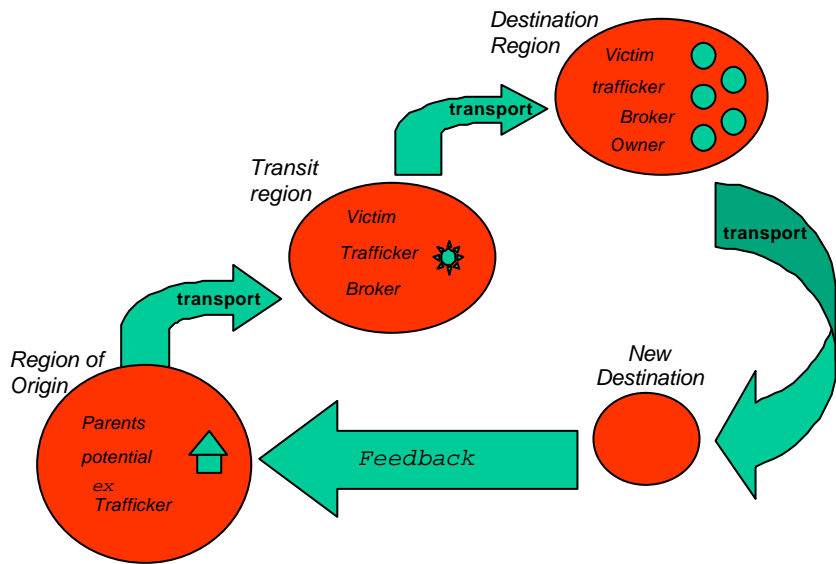 Destination
Region
Victim
trafficker
Broker
Owner
transport
Transit
region
Victim
Trafficker
Broker
transport
transport
Region of
Origin
Parents
potential
ex
Trafficker
New
Destination
Feedback